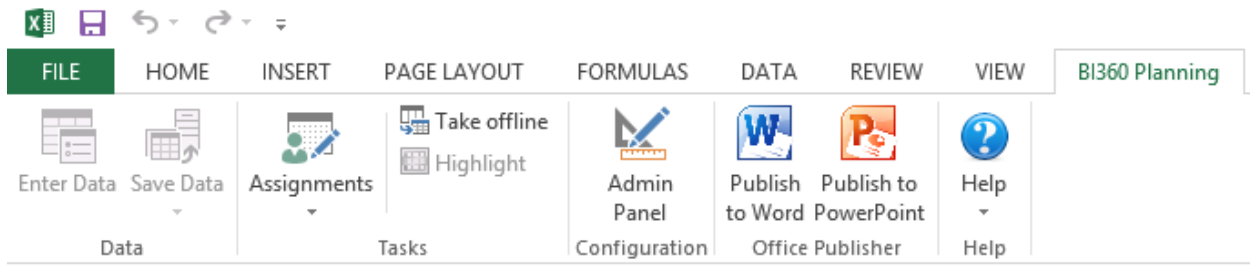 FILE HOME INSERT PAGE LAYOUT FORMULAS DATA REVIEW VIEW BI360 Planning
Enter Data Save Data Assignments Take offline
Highlight
Admin
Panel
Publish
to Word
Publish to
PowerPoint
Help
Data Tasks Configuration Office Publisher Help